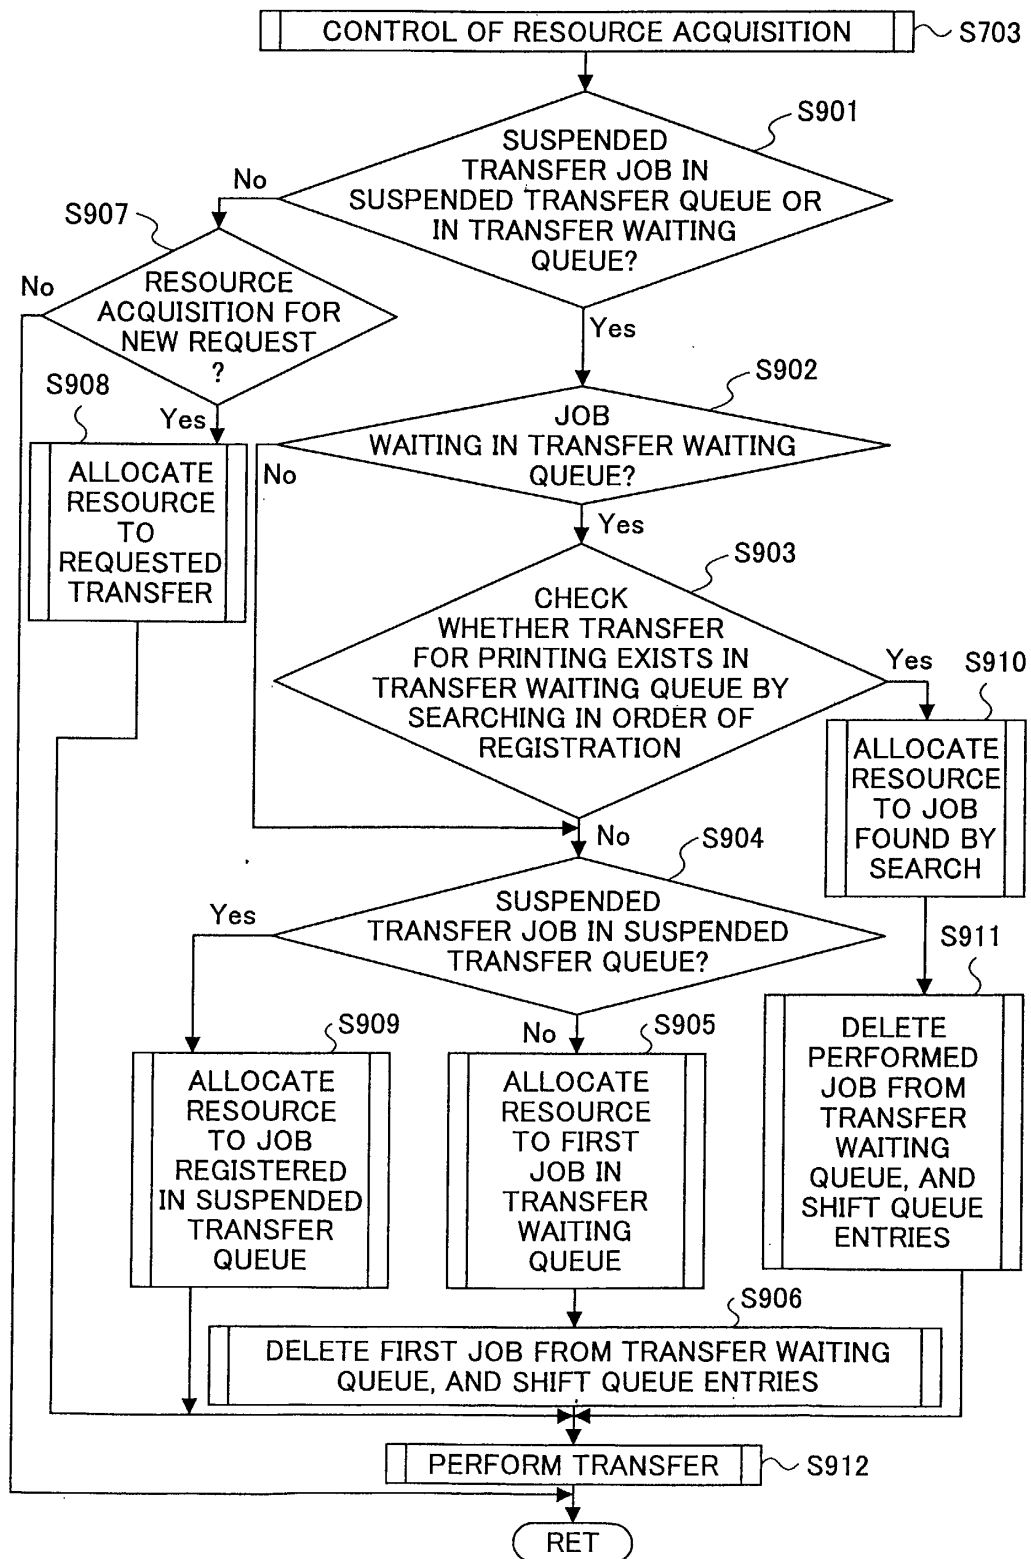 CONTROL OF RESOURCE ACQUISITION
S703
S901
SUSPENDED
TRANSFER JOB IN
SUSPENDED TRANSFER QUEUE OR
IN TRANSFER WAITING
QUEUE?
No
Yes
S907
RESOURCE
ACQUISITION FOR
NEW REQUEST
?
No
Yes
S908
ALLOCATE
RESOURCE
TO
REQUESTED
TRANSFER
S902
JOB
WAITING IN TRANSFER WAITING
QUEUE?
No
Yes
S903
CHECK
WHETHER TRANSFER
FOR PRINTING EXISTS IN
TRANSFER WAITING QUEUE BY
SEARCHING IN ORDER OF
REGISTRATION
Yes
No
S910
ALLOCATE
RESOURCE
TO JOB
FOUND BY
SEARCH
S904
SUSPENDED
TRANSFER JOB IN SUSPENDED
TRANSFER QUEUE?
Yes
No
S911
DELETE
PERFORMED
JOB FROM
TRANSFER
WAITING
QUEUE, AND
SHIFT QUEUE
ENTRIES
S909
ALLOCATE
RESOURCE
TO JOB
REGISTERED
IN SUSPENDED
TRANSFER
QUEUE
S905
ALLOCATE
RESOURCE
TO FIRST
JOB IN
TRANSFER
WAITING
QUEUE
S906
DELETE FIRST JOB FROM TRANSFER WAITING
QUEUE, AND SHIFT QUEUE ENTRIES
PERFORM TRANSFER
S912
RET